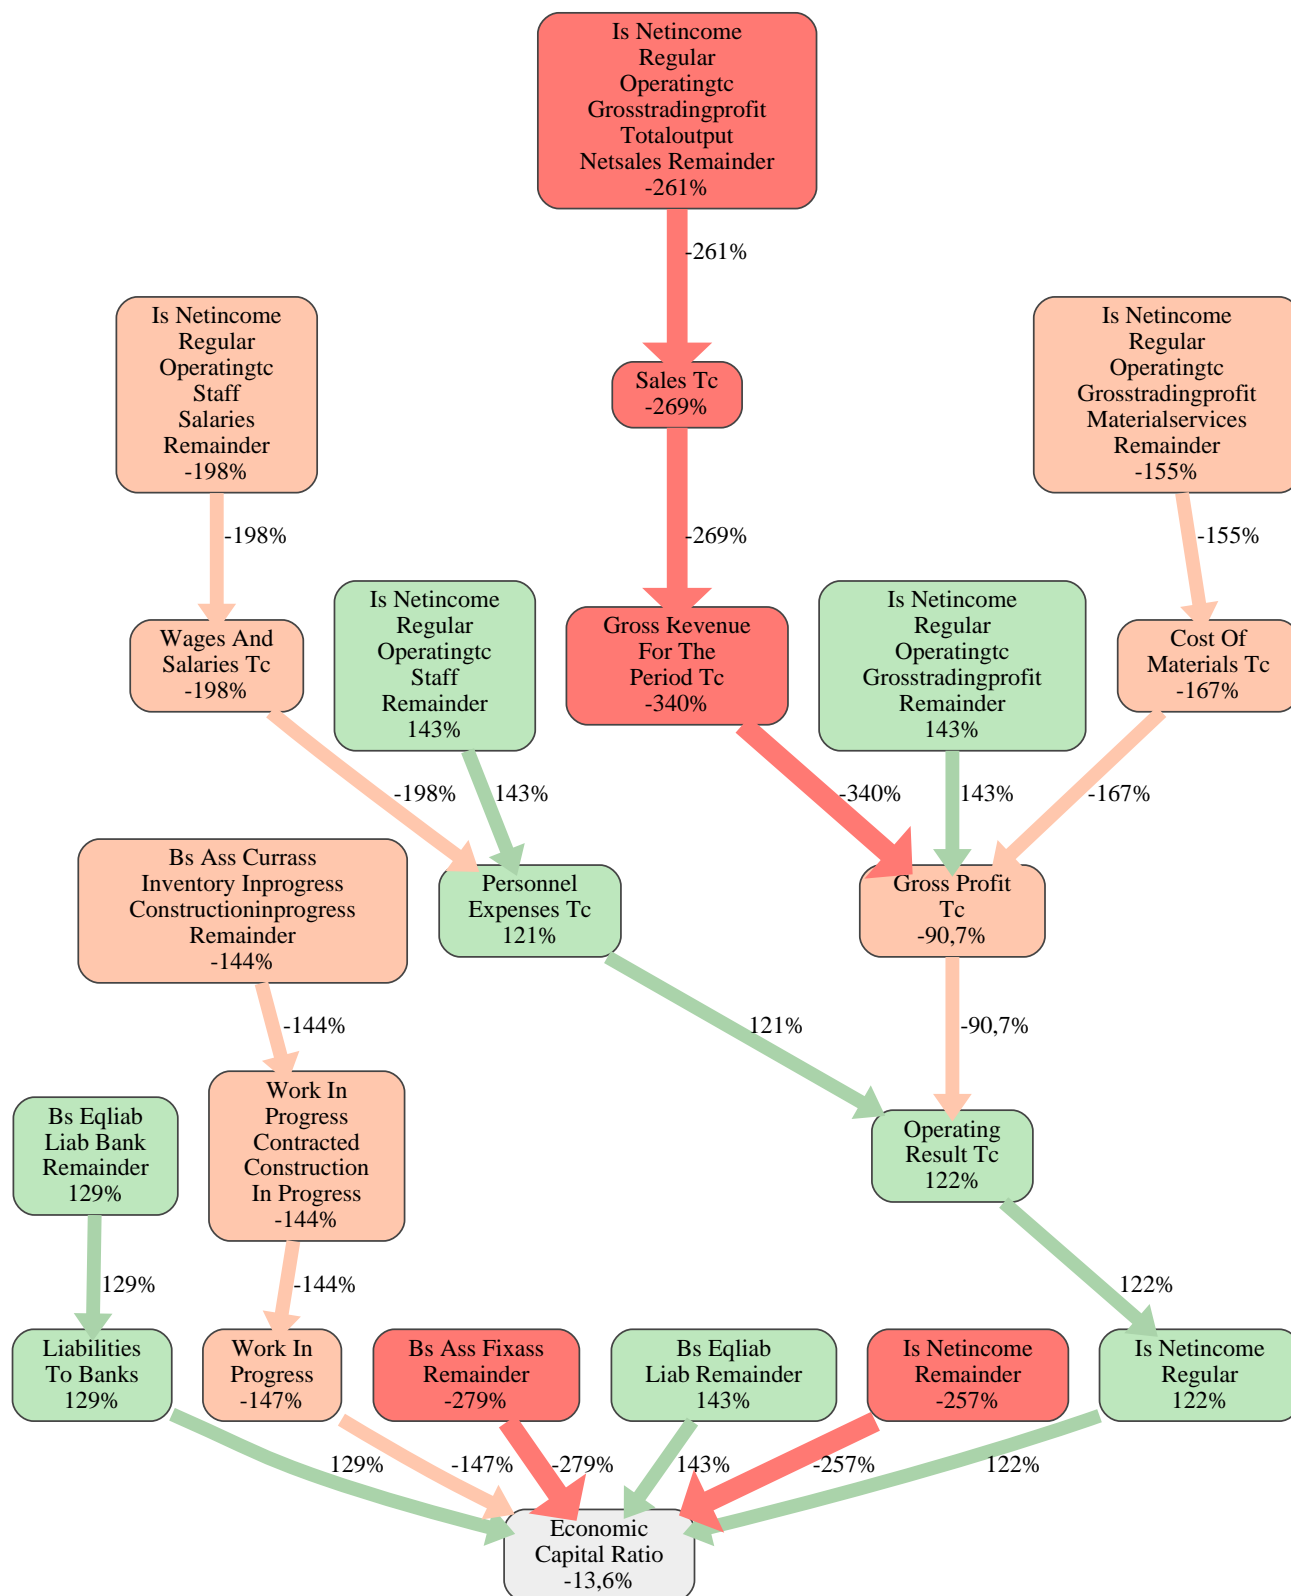 Is Netincome
Regular
Operatingtc
Grosstradingprofit
Totaloutput
Netsales Remainder
-261%
-261%
Is Netincome
Regular
Operatingtc
Staff
Salaries
Remainder
-198%
Sales Tc
-269%
Is Netincome
Regular
Operatingtc
Grosstradingprofit
Materialservices
Remainder
-155%
-198%
-269%
-155%
Wages And
Salaries Tc
-198%
Is Netincome
Regular
Operatingtc
Staff
Remainder
143%
Gross Revenue
For The
Period Tc
-340%
Is Netincome
Regular
Operatingtc
Grosstradingprofit
Remainder
143%
Cost Of
Materials Tc
-167%
-198%
143%
-340%
143%
-167%
Bs Ass Currass
Inventory Inprogress
Constructioninprogress
Remainder
-144%
Personnel
Expenses Tc
121%
Gross Profit
Tc
-90,7%
-144%
121%
-90,7%
Bs Eqliab
Liab Bank
Remainder
129%
Work In
Progress
Contracted
Construction
In Progress
-144%
Operating
Result Tc
122%
129%
-144%
122%
Liabilities
To Banks
129%
Work In
Progress
-147%
Bs Ass Fixass
Remainder
-279%
Bs Eqliab
Liab Remainder
143%
Is Netincome
Remainder
-257%
Is Netincome
Regular
122%
129%
-147%
-279%
143%
-257%
122%
Economic
Capital Ratio
-13,6%